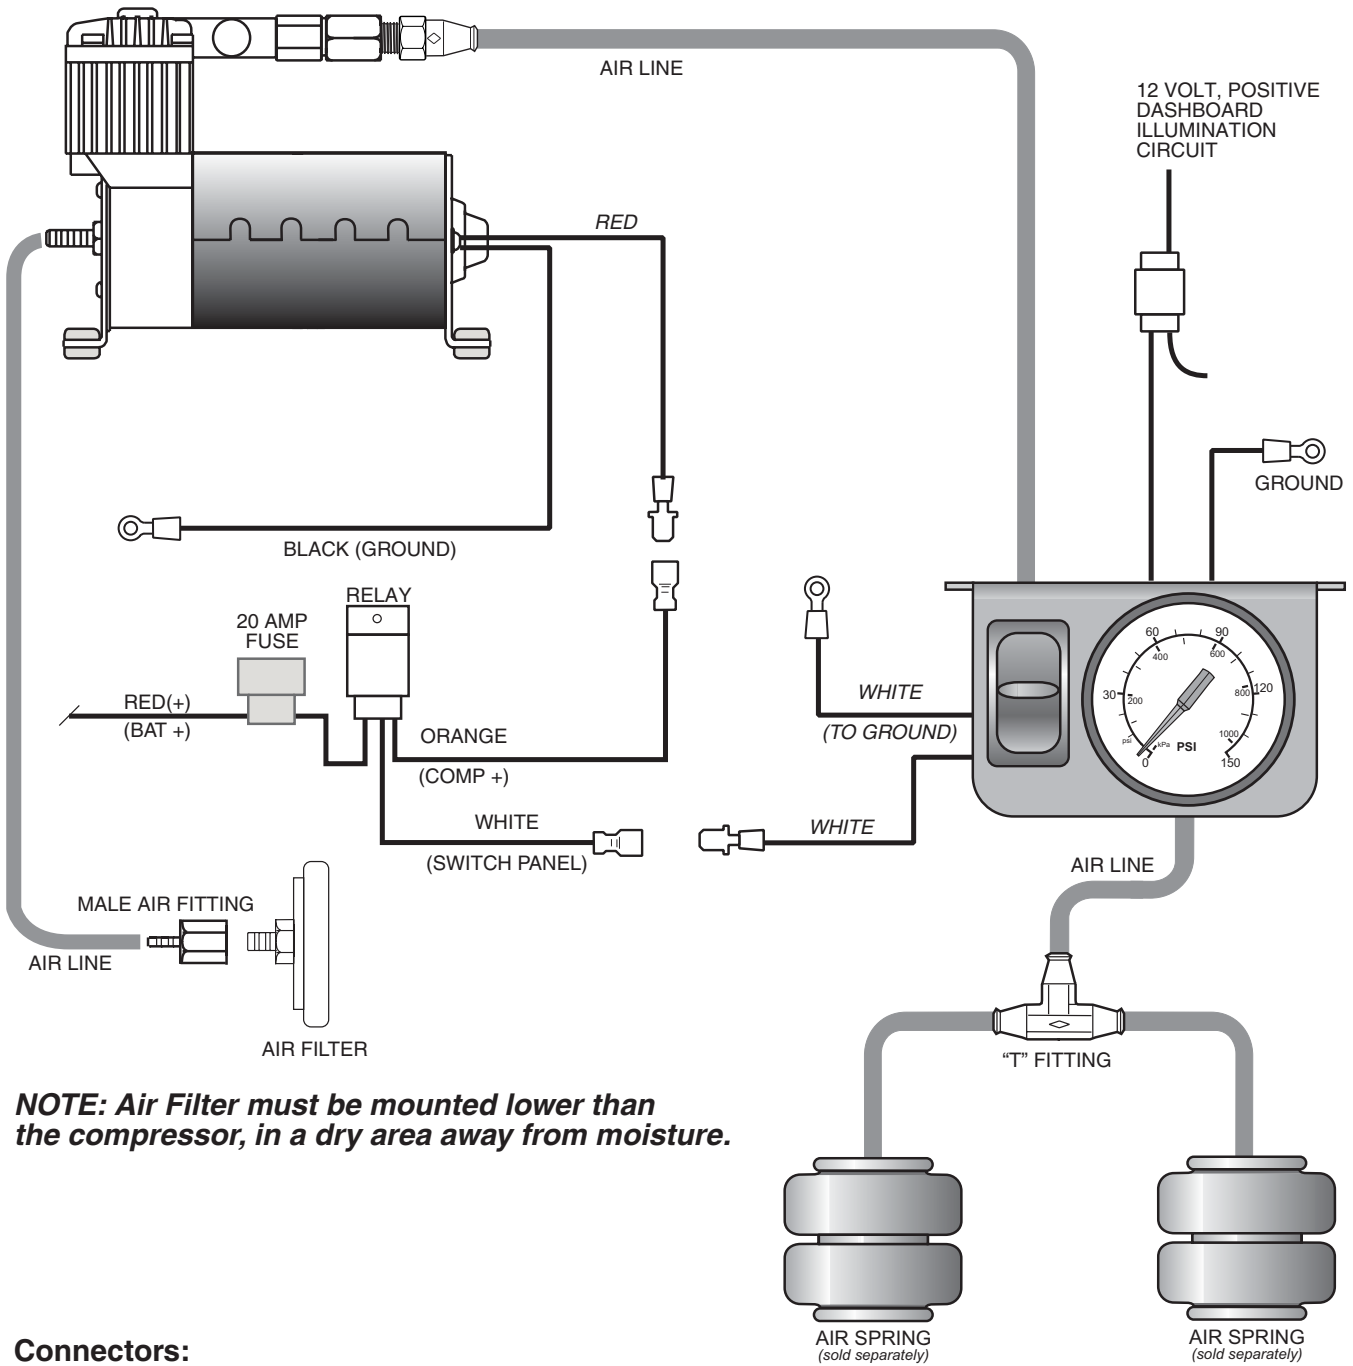 AIR LINE
12 VOLT, POSITIVE
DASHBOARD
ILLUMINATION
CIRCUIT
RED
GROUND
BLACK (GROUND)
RELAY
20 AMP
FUSE
RED(+)
(BAT +)
ORANGE
(COMP +)
WHITE
(SWITCH PANEL)
WHITE
(TO GROUND)
WHITE
60
90
400
600
30
200
800
120
psi
kPa
PSI
1000
0
150
AIR LINE
MALE AIR FITTING
AIR LINE
AIR FILTER
"T" FITTING
NOTE: Air Filter must be mounted lower than
the compressor, in a dry area away from moisture.
AIR SPRING
(sold separately)
AIR SPRING
(sold separately)
Connectors: